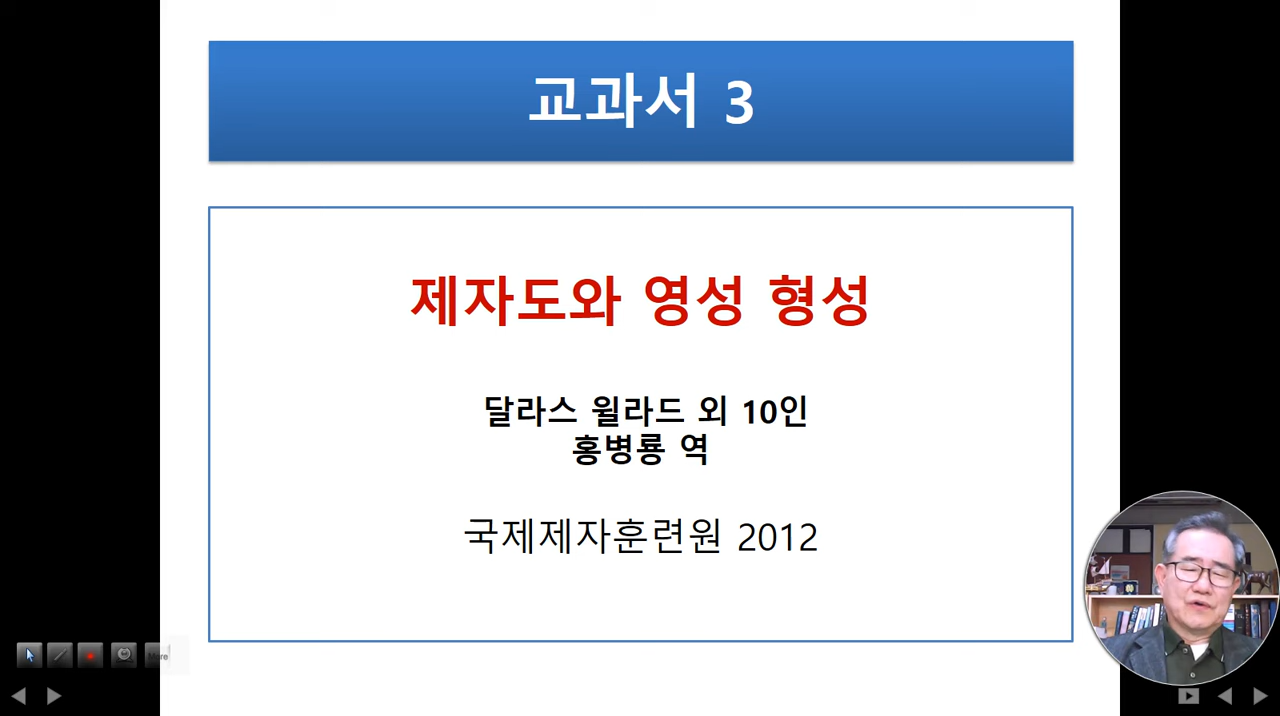 교과서 3
제자도와 영성 형성
달라스 윌라드 외 10인
홍병룡 역
국제제자훈련원 2012
More